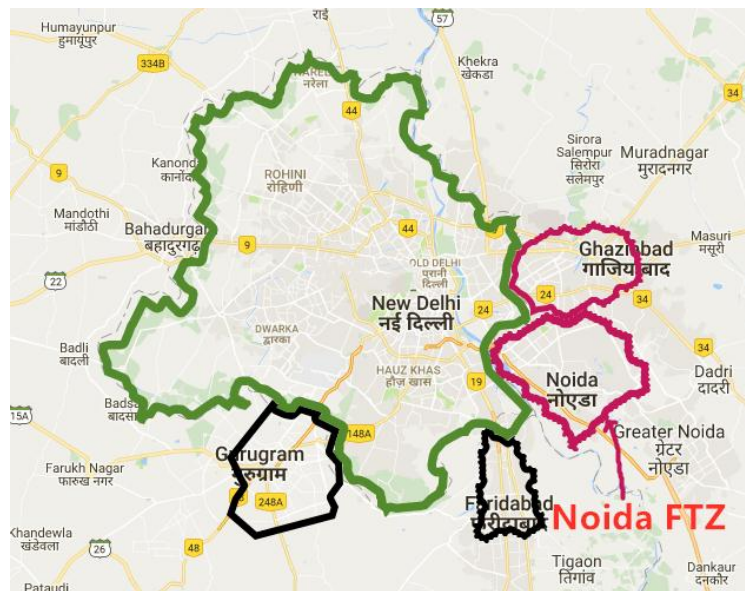 Humayunpur
हुमायूंपुर
राई
57
Khekra
खेकडा
334B
नरेला
44
34
Sirora
Salempur
सिरोरा
सलेमपुर
Muradnagar
मुरादनगर
9
ROHINI
रोहिणी
Mandothi
मांडौठी
Bahadurgarh
बहादुरगढ़
9
44
Masuri
मसूरी
Ghaziabad
गाजियाबाद
OLD DELHI
पुरानी
दिल्ली
22
New Delhi
नई दिल्ली
24
24
34
DWARKA
द्वारका
34
Badli
बादली
HAUZ KHAS
हौज़ खास
19
Noida
नोएडा
Dadri
दादरी
15A
148A
Greater Noida
ग्रेटर
नोएडा
Gurugram
गुरुग्राम
Farukh Nagar
फारुख नगर
248A
Faridabad
फरीदाबाद
Noida FTZ
Khandewla
खंडेवला
26
48
Tigaon
तिगांव
Dankaur
दनकौर
Pataudi